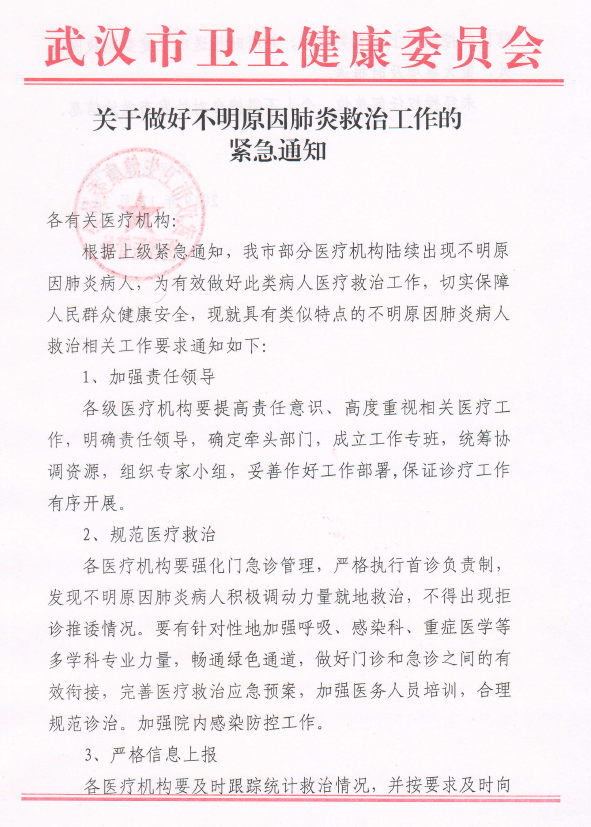 武汉市卫生健康委员会
关于做好不明原因肺炎救治工作的
紧急通知
各有关医疗机构：
根据上级紧急通知，我市部分医疗机构陆续出现不明原
因肺炎病人，为有效做好此类病人医疗救治工作，切实保障
人民群众健康安全，现就具有类似特点的不明原因肺炎病人
救治相关工作要求通知如下：
1、加强责任领导
各级医疗机构要提高责任意识、高度重视相关医疗工
作，明确责任领导，确定牵头部门，成立工作专班，统筹协
调资源，组织专家小组，妥善作好工作部署,保证诊疗工作
有序开展。
2、规范医疗救治
各医疗机构要强化门急诊管理，严格执行首诊负责制，
发现不明原因肺炎病人积极调动力量就地救治，不得出现拒
诊推诿情况。要有针对性地加强呼吸、感染科、重症医学等
多学科专业力量，畅通绿色通道，做好门诊和急诊之间的有
效衔接，完善医疗救治应急预案，加强医务人员培训，合理
规范诊治。加强院内感染防控工作。
3、严格信息上报
各医疗机构要及时跟踪统计救治情况，并按要求及时向